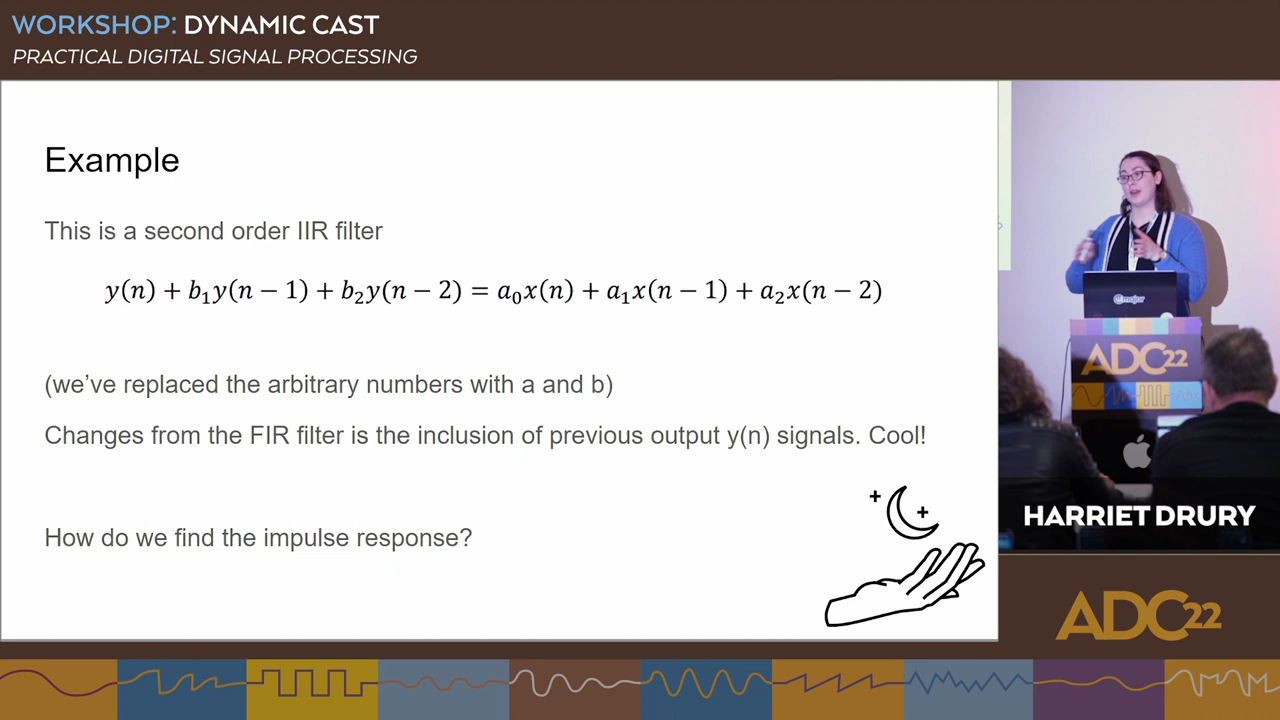 WORKSHOP: DYNAMIC CAST
PRACTICAL DIGITAL SIGNAL PROCESSING
Example
This is a second order IIR filter
y(n) + b₁y(n − 1) + b₂y(n − 2) = a₀x(n) + a₁x(n − 1) + a₂x(n − 2)
(we’ve replaced the arbitrary numbers with a and b)
Changes from the FIR filter is the inclusion of previous output y(n) signals. Cool!
How do we find the impulse response?
ADC22
HARRIET DRURY
ADC22